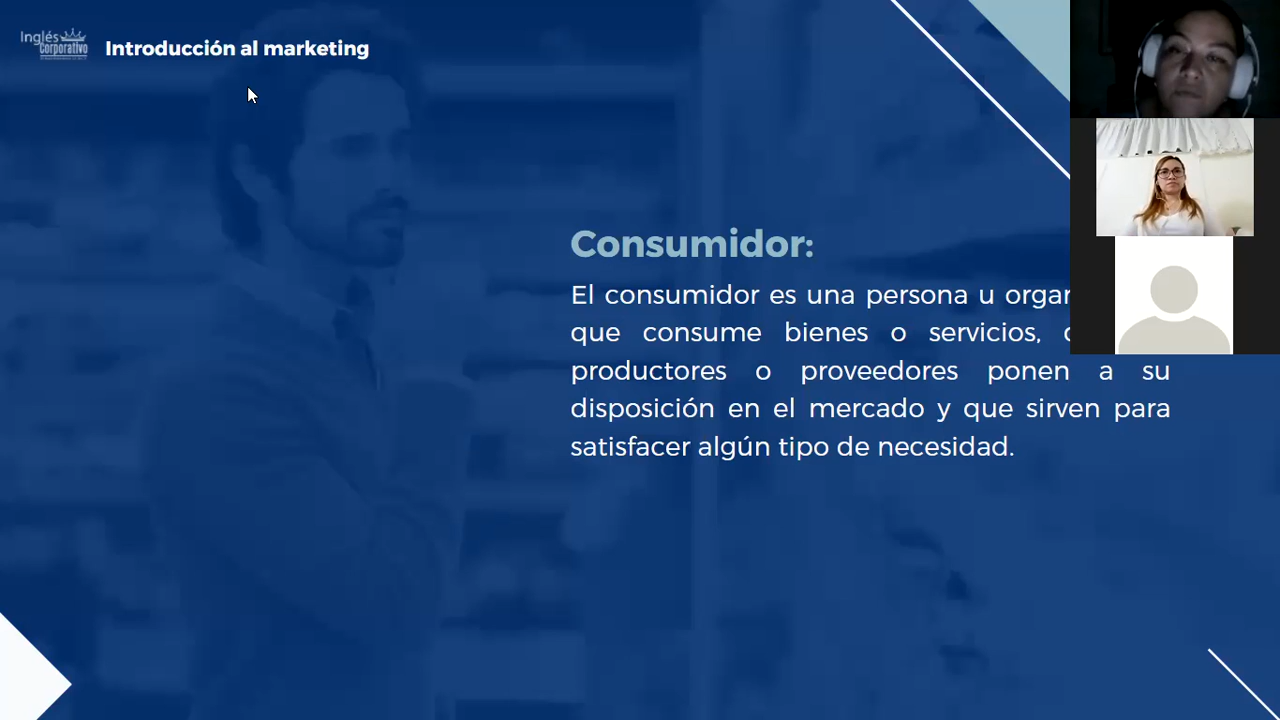 Inglés
Corporativo
Introducción al marketing
Consumidor:
El consumidor es una persona u
que consume bienes o servicios,
productores o proveedores ponen a su
disposición en el mercado y que sirven para
satisfacer algún tipo de necesidad.